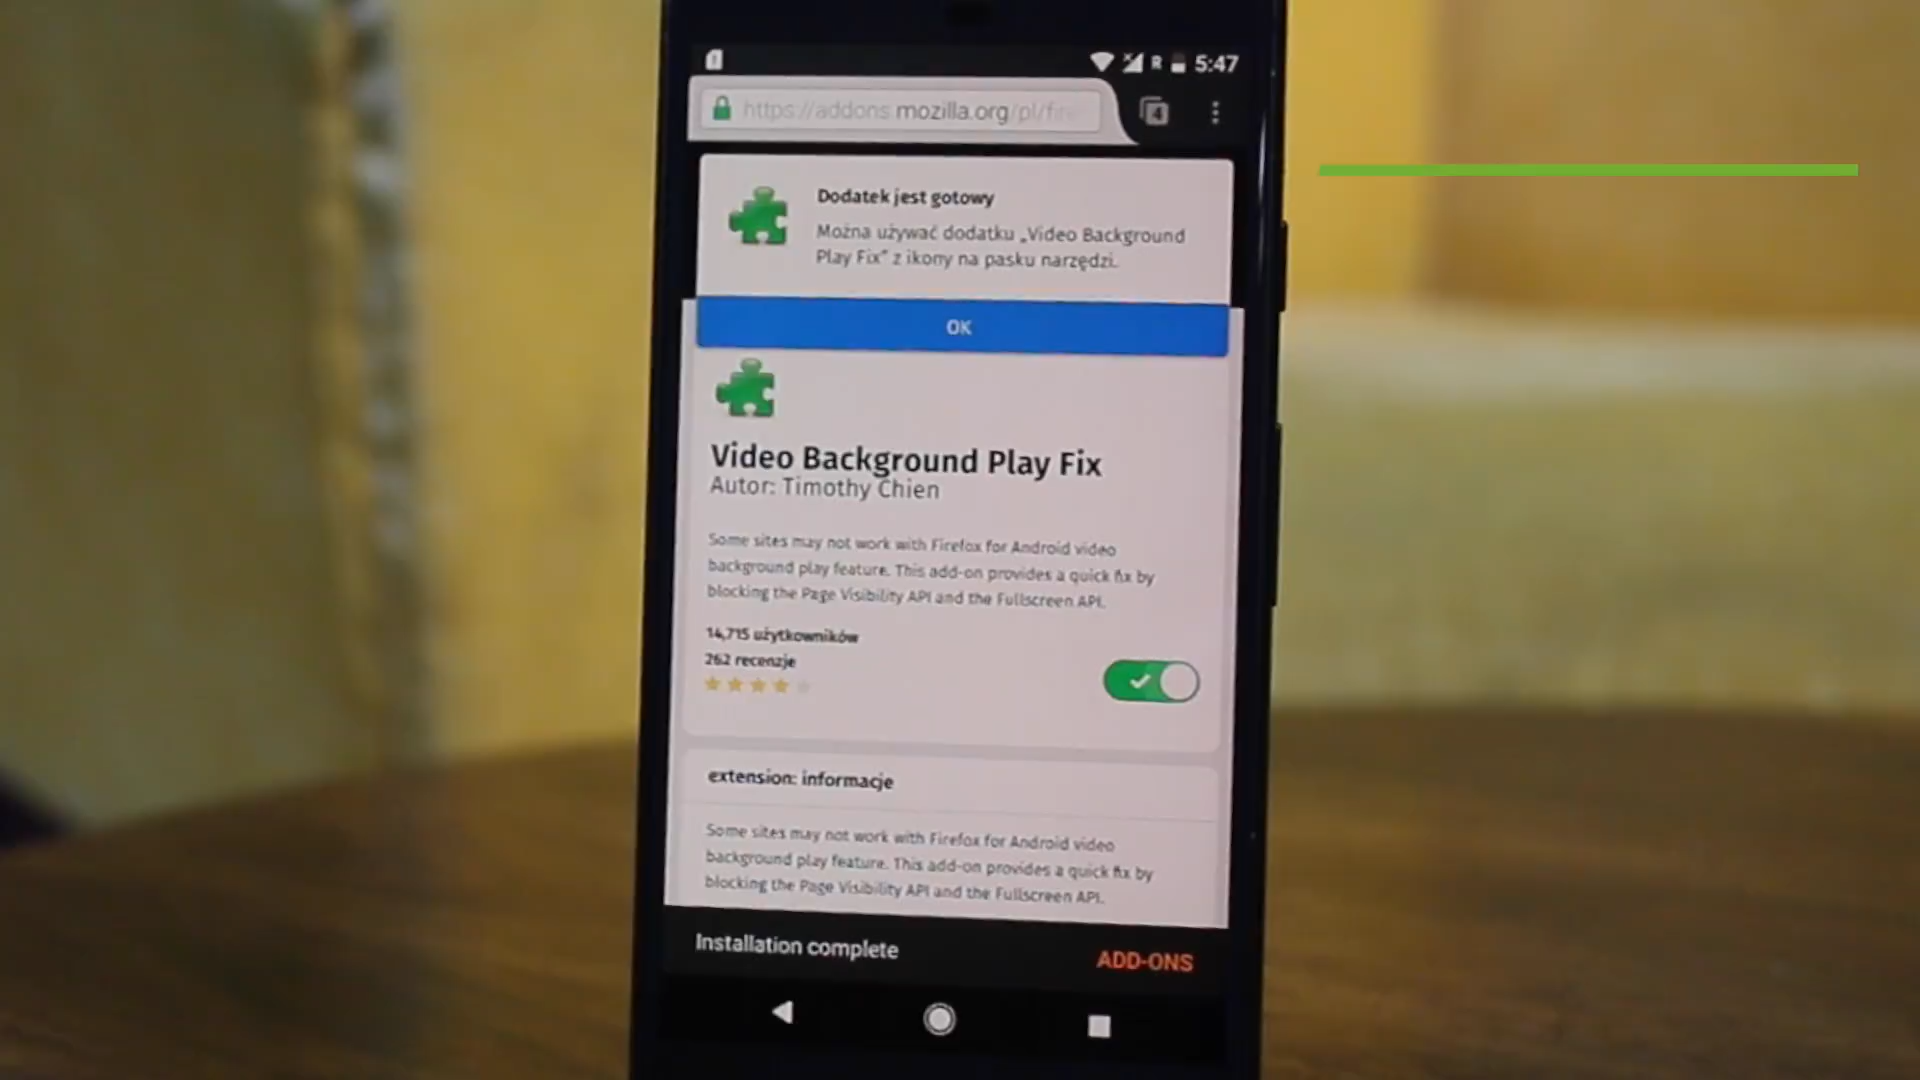 R 5:47
https://addons.mozilla.org/pl/fire
4
Dodatek jest gotowy
Można używać dodatku „Video Background
Play Fix” z ikony na pasku narzędzi.
OK
Video Background Play Fix
Autor: Timothy Chien
Some sites may not work with Firefox for Android video
background play feature. This add-on provides a quick fix by
blocking the Page Visibility API and the Fullscreen API.
14,715 użytkowników
262 recenzje
extension: informacje
Some sites may not work with Firefox for Android video
background play feature. This add-on provides a quick fix by
blocking the Page Visibility API and the Fullscreen API.
Installation complete
ADD-ONS